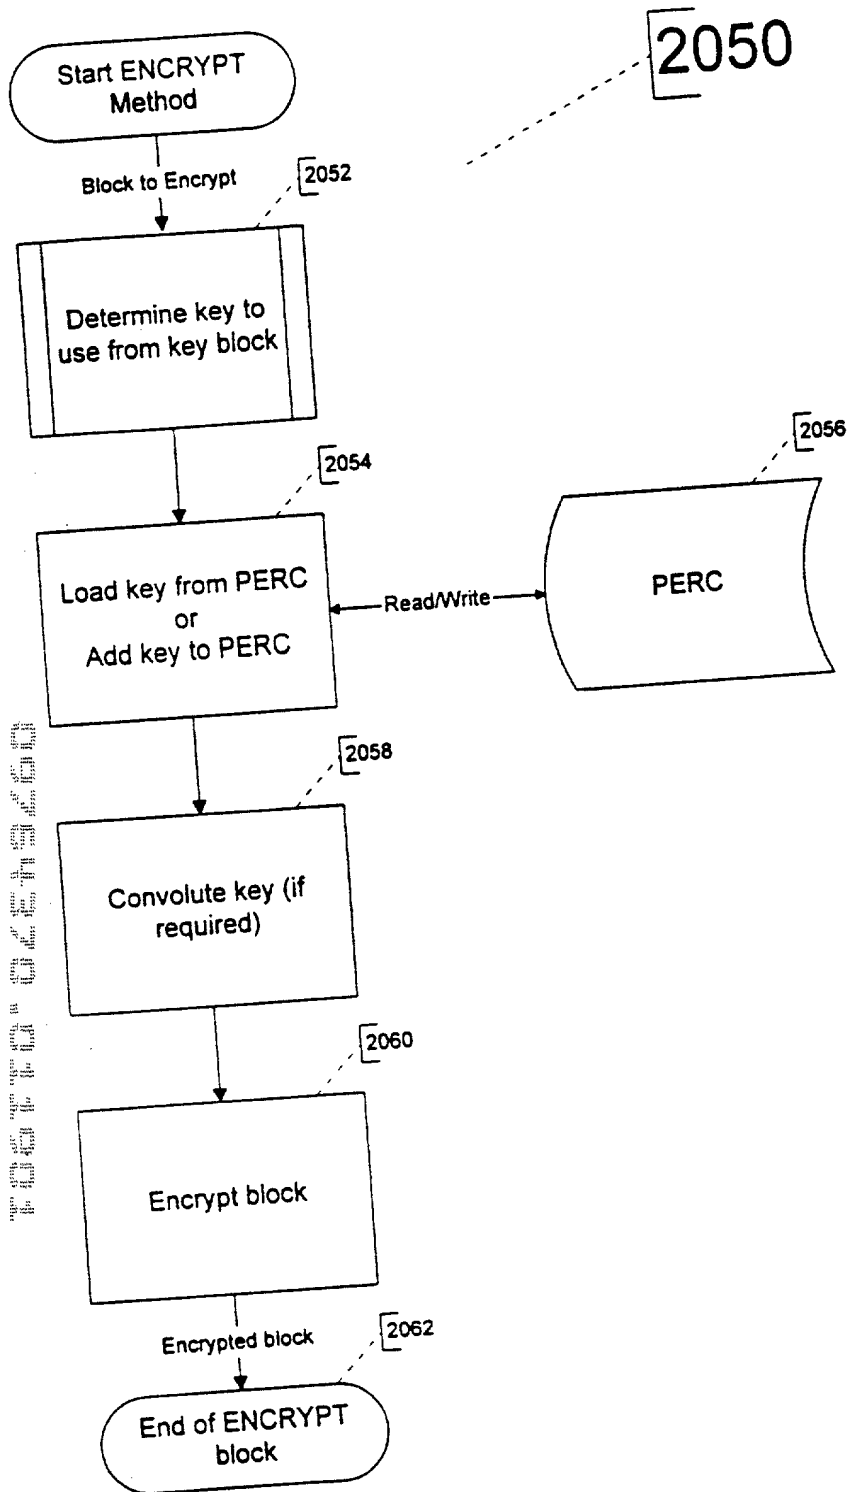 2050
Start ENCRYPT
Method
Block to Encrypt
2052
Determine key to
use from key block
2054
Load key from PERC
or
Add key to PERC
Read/Write
2056
PERC
2058
Convolute key (if
required)
2060
Encrypt block
Encrypted block
2062
End of ENCRYPT
block